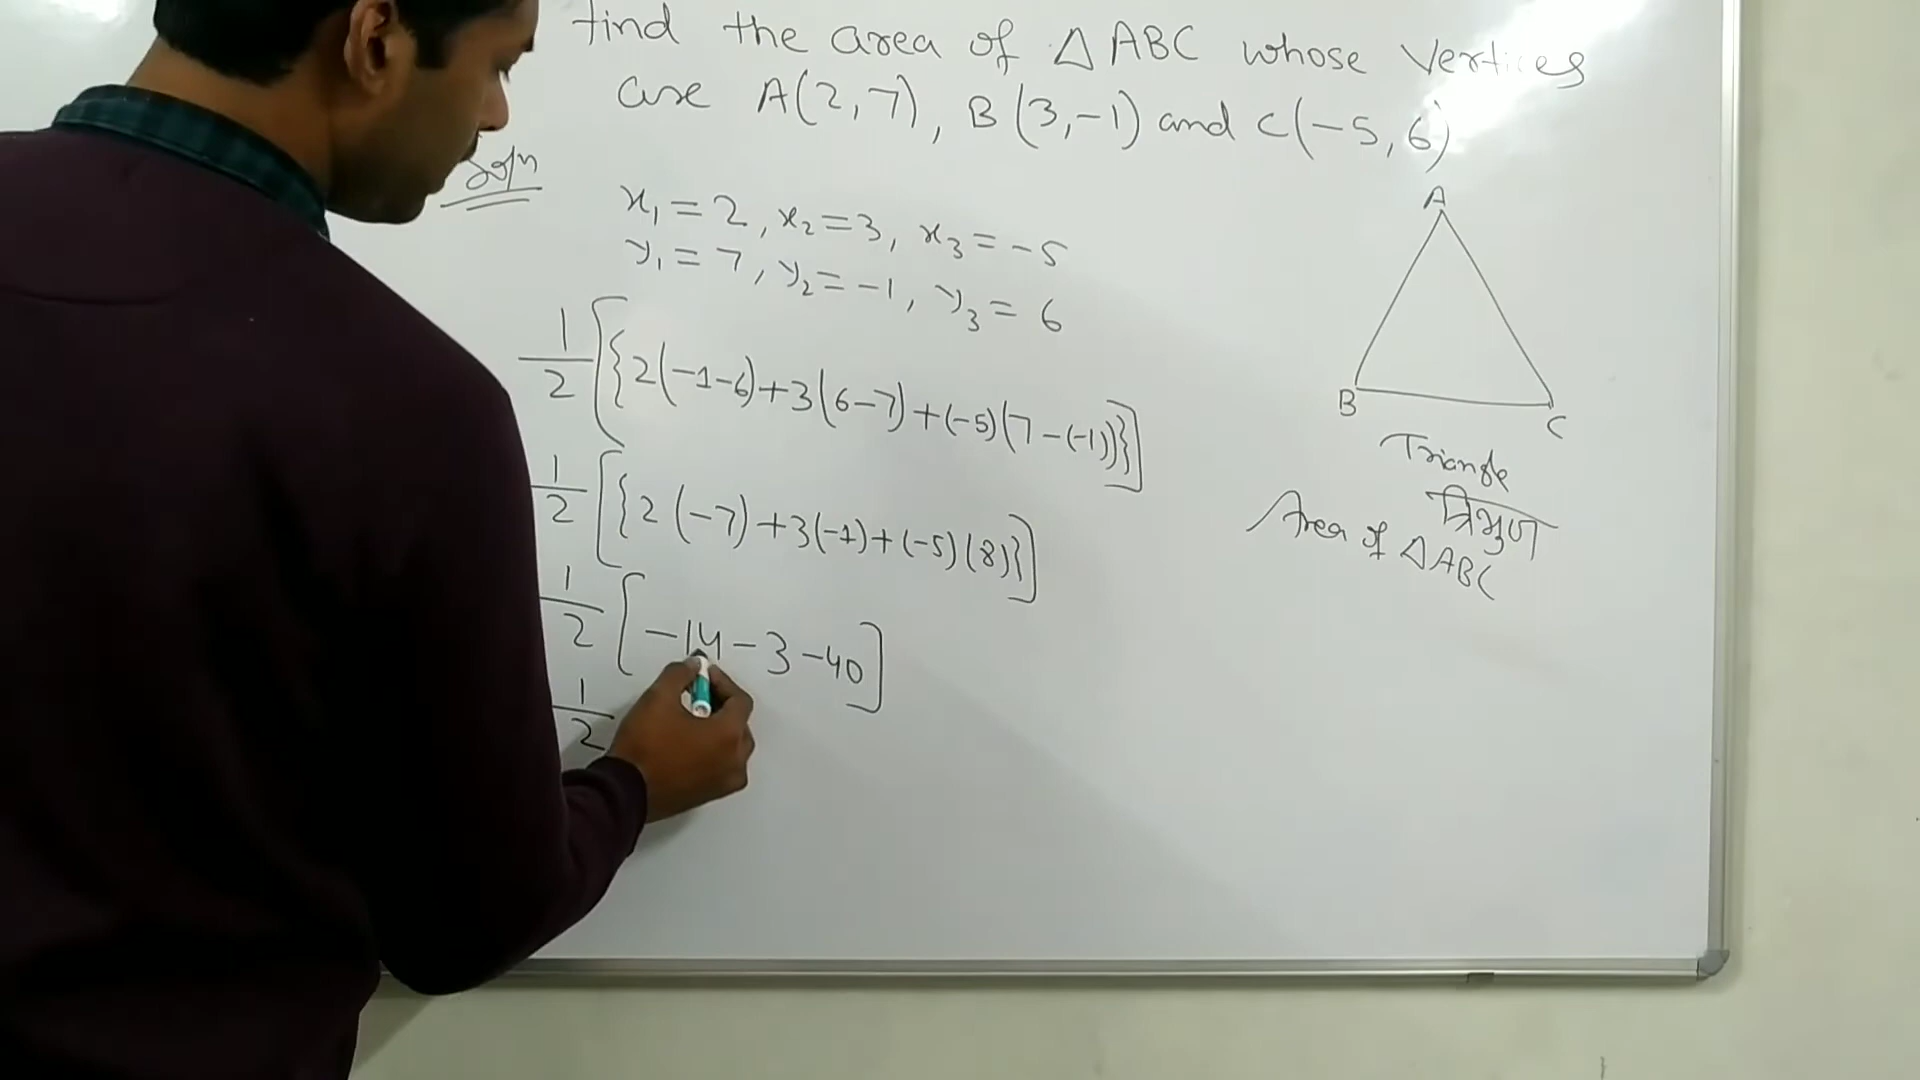 find the area of △ABC whose vertices
are A(2,7), B(3,-1) and C(-5,6)
Soln
x₁=2, x₂=3, x₃=-5
y₁=7, y₂=-1, y₃=6
1/2[{2(-1-6)+3(6-7)+(-5)(7-(-1))}]
1/2[{2(-7)+3(-1)+(-5)(8)}]
1/2[-14-3-40]
1/2
A
B
C
Triangle
त्रिभुज
Area of △ABC